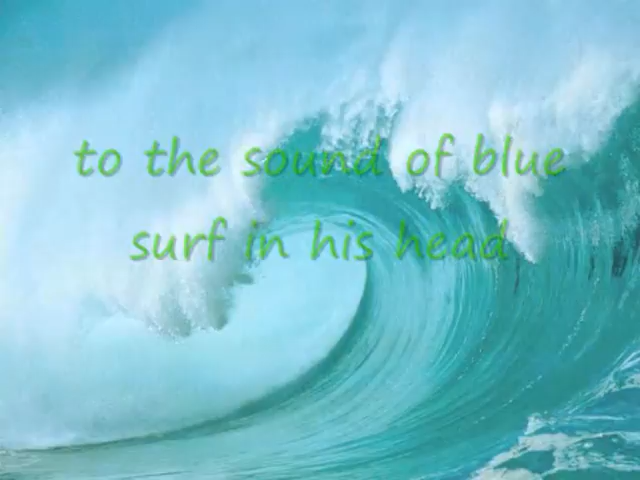 to the sound of blue
surf in his head